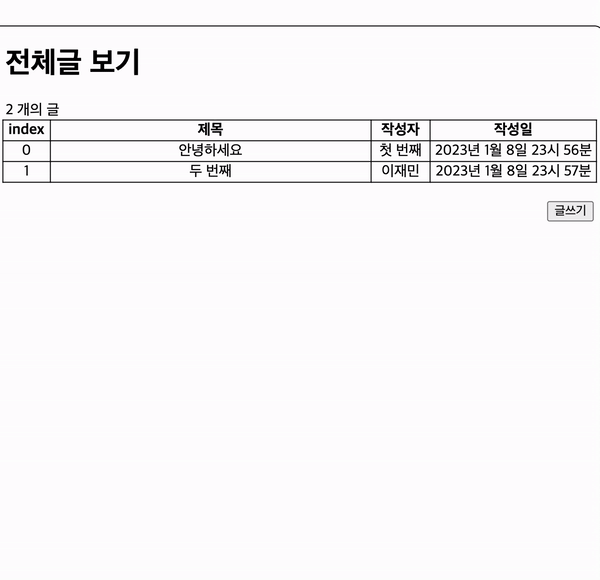 전체글 보기
2 개의 글
index 제목 작성자 작성일
0 안녕하세요 첫 번째 2023년 1월 8일 23시 56분
1 두 번째 이재민 2023년 1월 8일 23시 57분
글쓰기